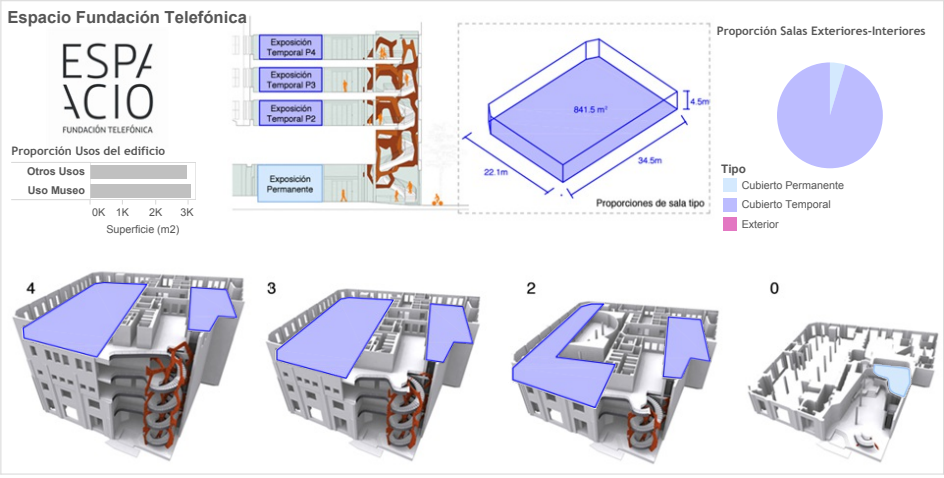 Espacio Fundación Telefónica
ESPA
ACIO
FUNDACIÓN TELEFÓNICA
Proporción Usos del edificio
Otros Usos
Uso Museo
0K 1K 2K 3K
Superficie (m2)
Exposición
Temporal P4
Exposición
Temporal P3
Exposición
Temporal P2
Exposición
Permanente
841.5 m²
4.5m
34.5m
22.1m
Proporciones de sala tipo
Proporción Salas Exteriores-Interiores
Tipo
Cubierto Permanente
Cubierto Temporal
Exterior
4
3
2
0